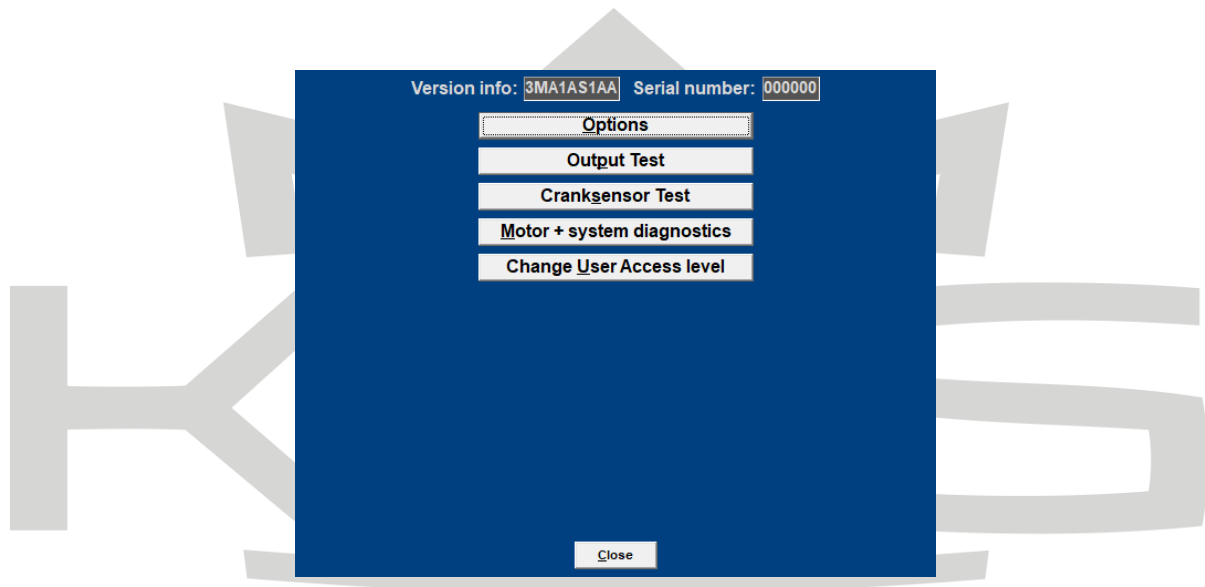 Version info: 3MA1AS1AA Serial number: 000000
Options
Output Test
Cranksensor Test
Motor + system diagnostics
Change User Access level
K S
Close